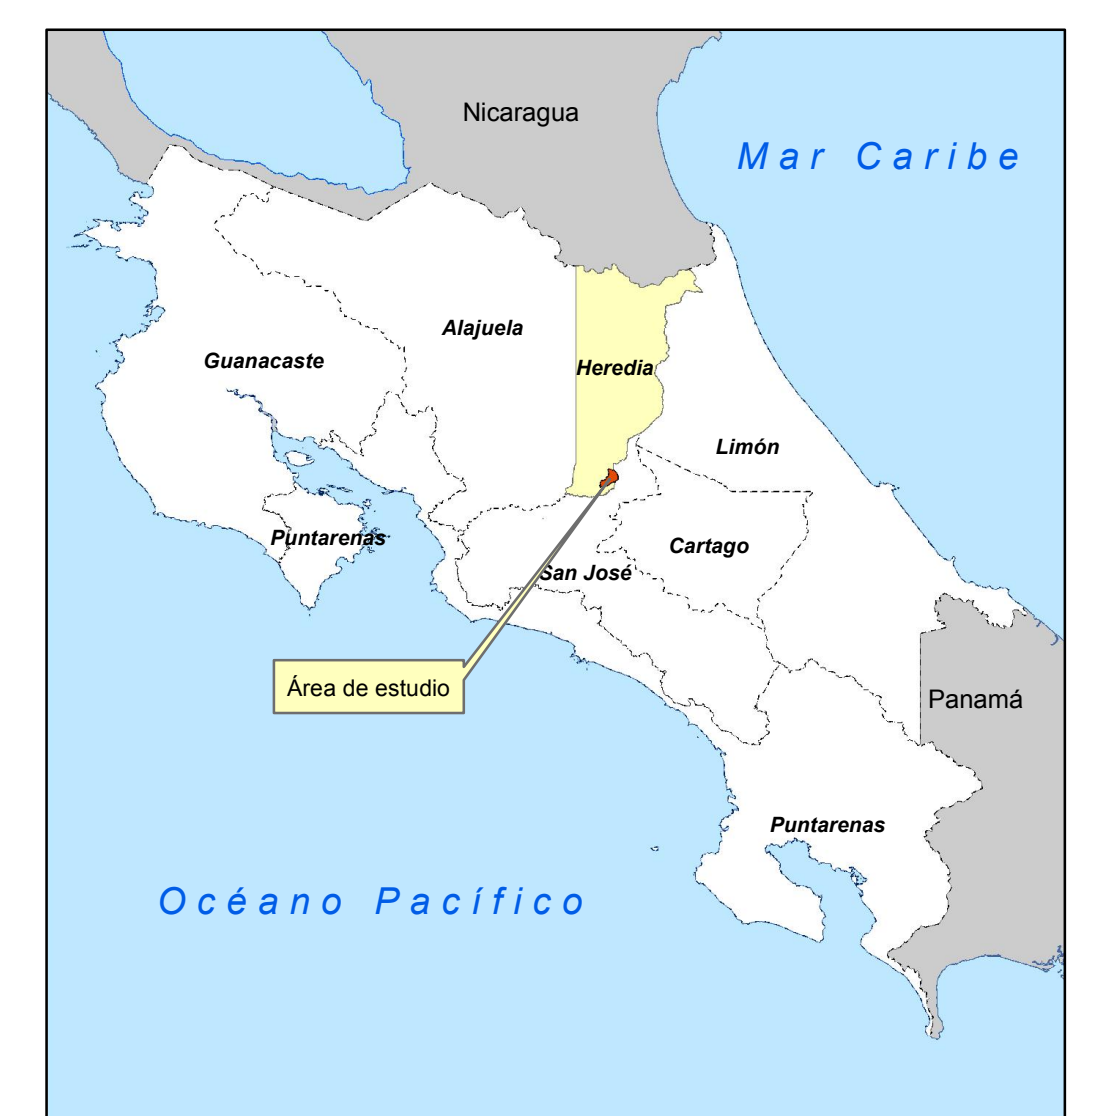 Nicaragua
Mar Caribe
Alajuela
Guanacaste
Heredia
Limón
Puntarenas
Cartago
San José
Área de estudio
Panamá
Puntarenas
Océano Pacífico